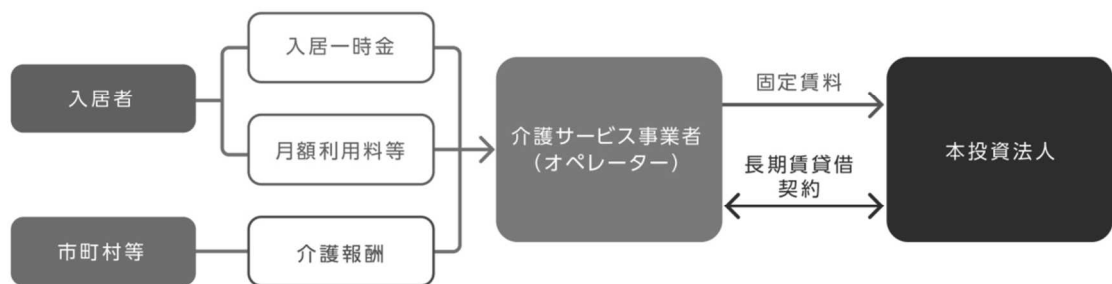 入居者
入居一時金
月額利用料等
市町村等
介護報酬
介護サービス事業者
（オペレーター）
固定賃料
長期賃貸借
契約
本投資法人